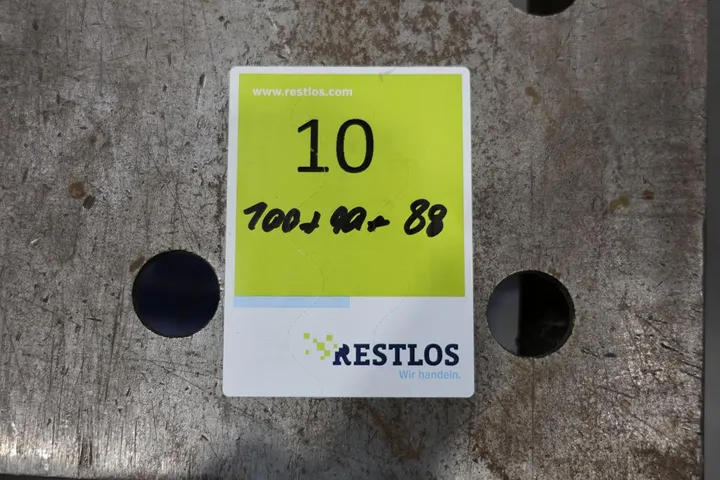 www.restlos.com
10
100+ 90+ 88
RESTLOS
Wir handeln.